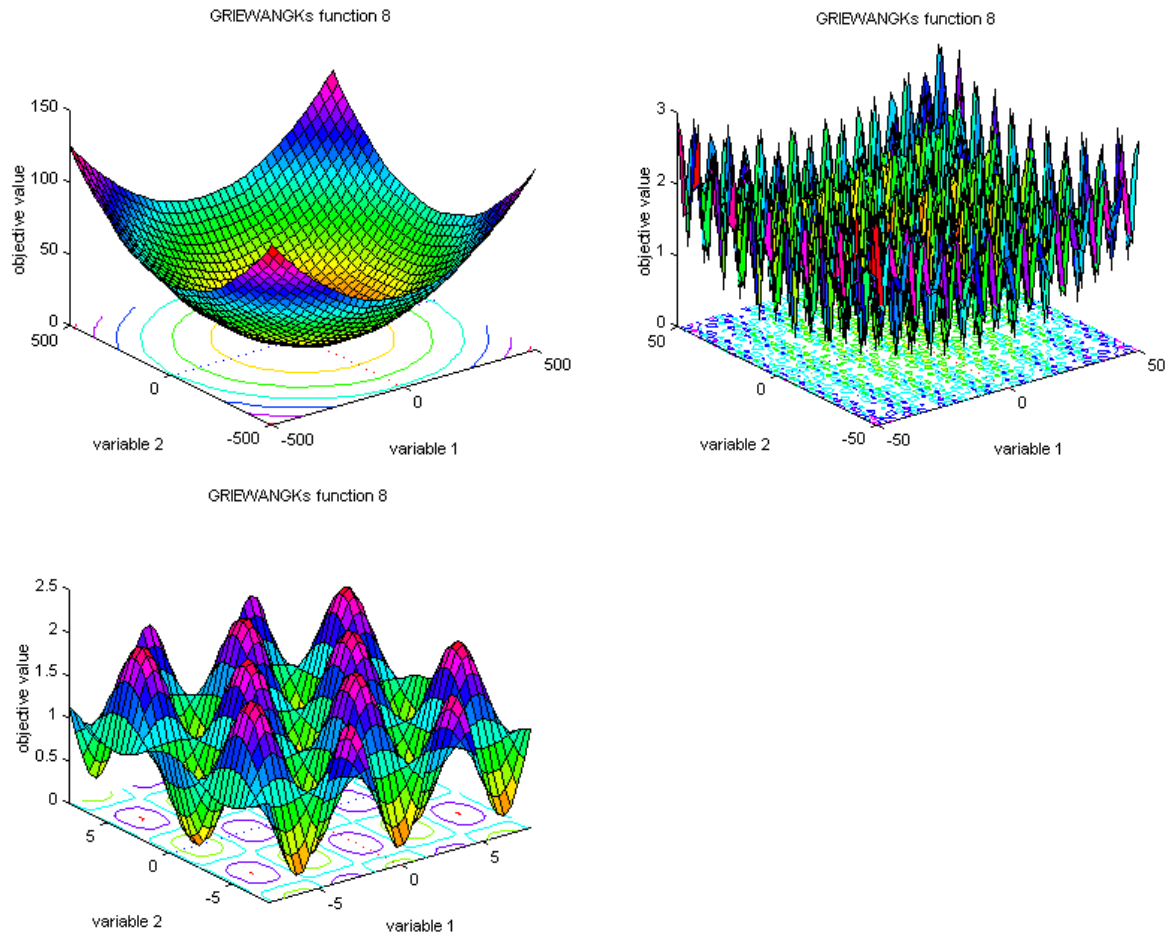 GRIEWANGKs function 8
150
100
50
0
objective value
500
0
-500
variable 2
-500
0
500
variable 1
GRIEWANGKs function 8
3
2
1
0
objective value
50
0
-50
variable 2
-50
0
50
variable 1
GRIEWANGKs function 8
2.5
2
1.5
1
0.5
0
objective value
5
0
-5
variable 2
-5
0
5
variable 1